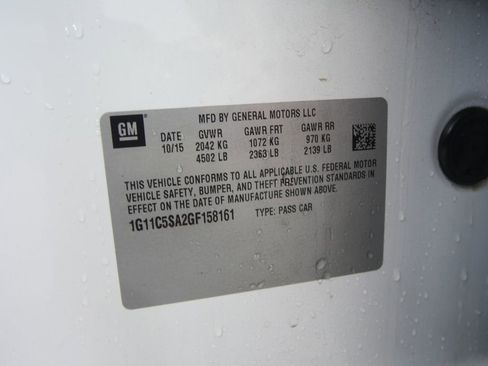 MFD BY GENERAL MOTORS LLC
GM
DATE GVWR GAWR FRT GAWR RR
10/15 2042 KG 1072 KG 970 KG
4502 LB 2363 LB 2139 LB
THIS VEHICLE CONFORMS TO ALL APPLICABLE U.S. FEDERAL MOTOR
VEHICLE SAFETY, BUMPER, AND THEFT PREVENTION STANDARDS IN
EFFECT ON THE DATE OF MANUFACTURE SHOWN ABOVE.
1G11C5SA2GF158161 TYPE: PASS CAR